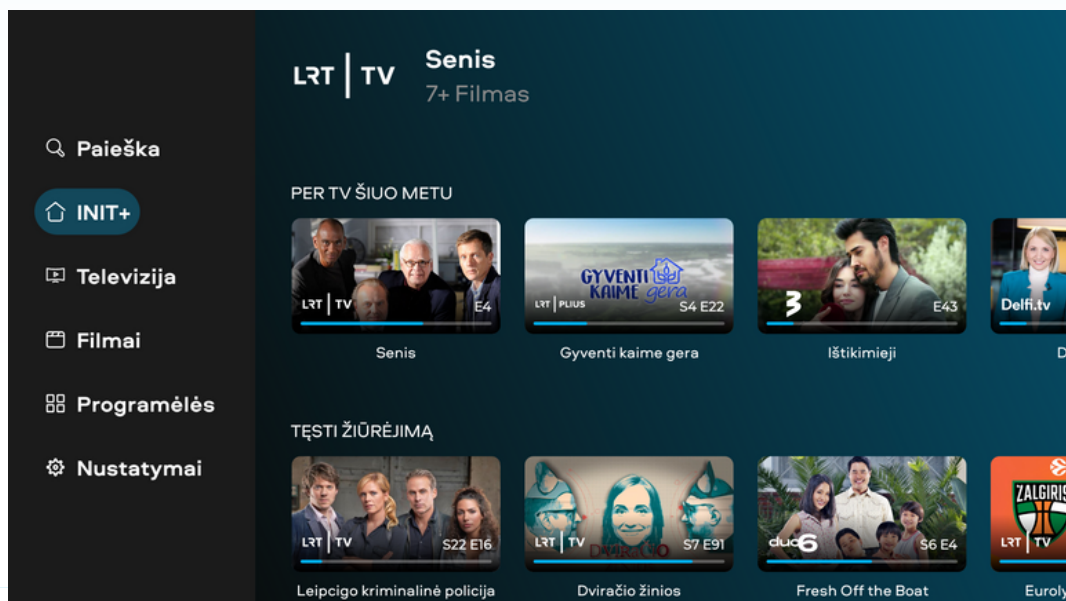 LRT | TV
Senis
7+ Filmas
Paieška
INIT+
Televizija
Filmai
Programėlės
Nustatymai
PER TV ŠIUO METU
LRT | TV
E4
Senis
GYVENTI
KAIME gera
LRT | PLIUS
S4 E22
Gyventi kaime gera
3
E43
Ištikimieji
Delfi.tv
D
TĘSTI ŽIŪRĖJIMĄ
LRT | TV
S22 E16
Leipcigo kriminalinė policija
LRT | TV
DVIRAČIO
S7 E91
Dviračio žinios
duo6
S6 E4
Fresh Off the Boat
ZALGIRIS
LRT | TV
Euroly